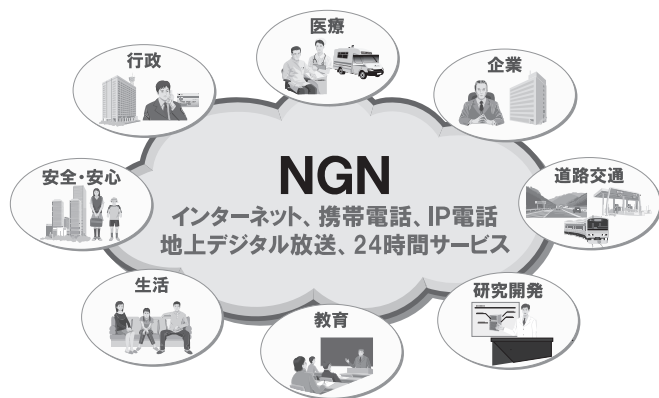 医療
行政
企業
安全・安心
道路交通
NGN
インターネット、携帯電話、IP電話
地上デジタル放送、24時間サービス
生活
研究開発
教育